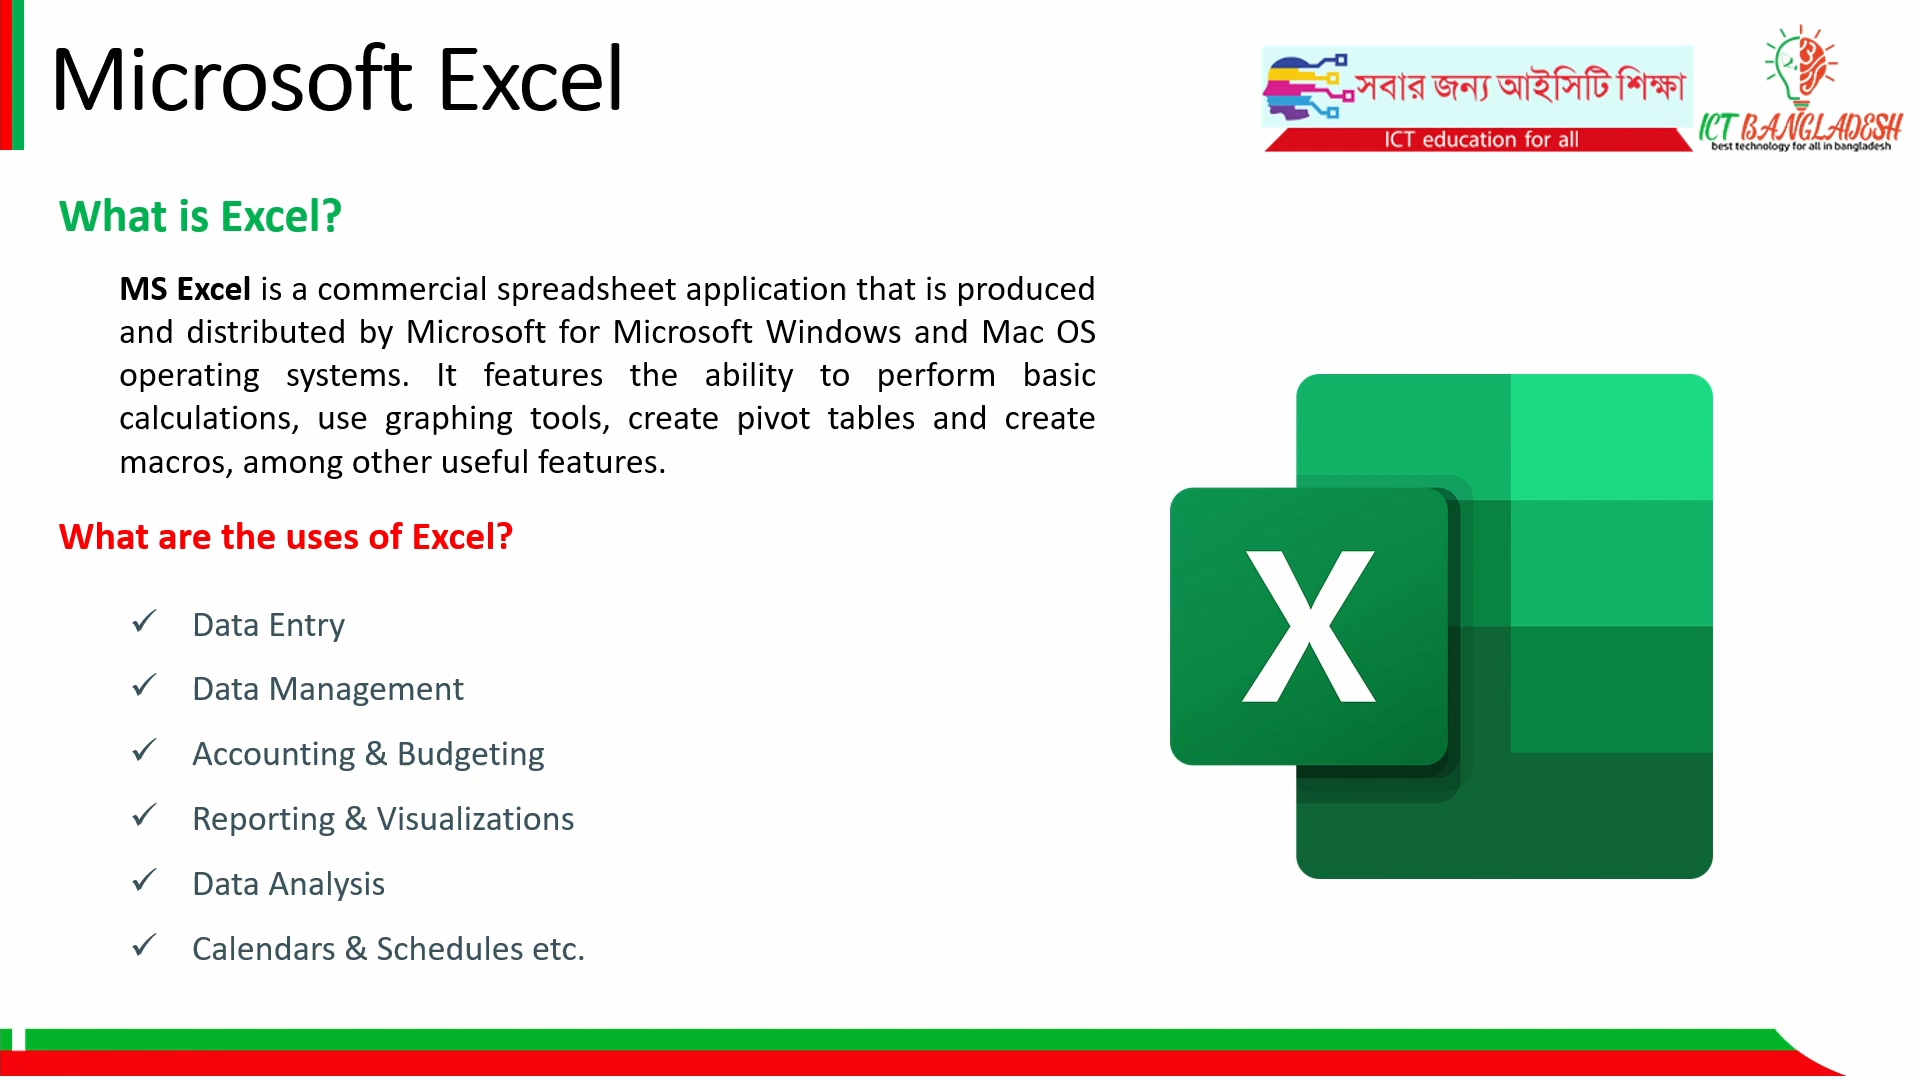 Microsoft Excel
সবার জন্য আইসিটি শিক্ষা
ICT education for all
ICT BANGLADESH
best technology for all in bangladesh
What is Excel?
MS Excel is a commercial spreadsheet application that is produced
and distributed by Microsoft for Microsoft Windows and Mac OS
operating systems. It features the ability to perform basic
calculations, use graphing tools, create pivot tables and create
macros, among other useful features.
What are the uses of Excel?
✓ Data Entry
✓ Data Management
✓ Accounting & Budgeting
✓ Reporting & Visualizations
✓ Data Analysis
✓ Calendars & Schedules etc.
X